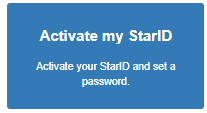 Activate my StarID
Activate your StarID and set a
password.